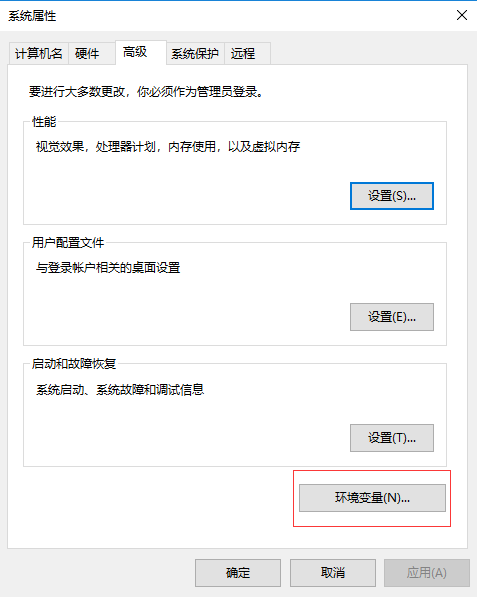 系统属性
计算机名 硬件 高级 系统保护 远程
要进行大多数更改，你必须作为管理员登录。
性能
视觉效果，处理器计划，内存使用，以及虚拟内存
设置(S)...
用户配置文件
与登录帐户相关的桌面设置
设置(E)...
启动和故障恢复
系统启动、系统故障和调试信息
设置(T)...
环境变量(N)...
确定 取消 应用(A)